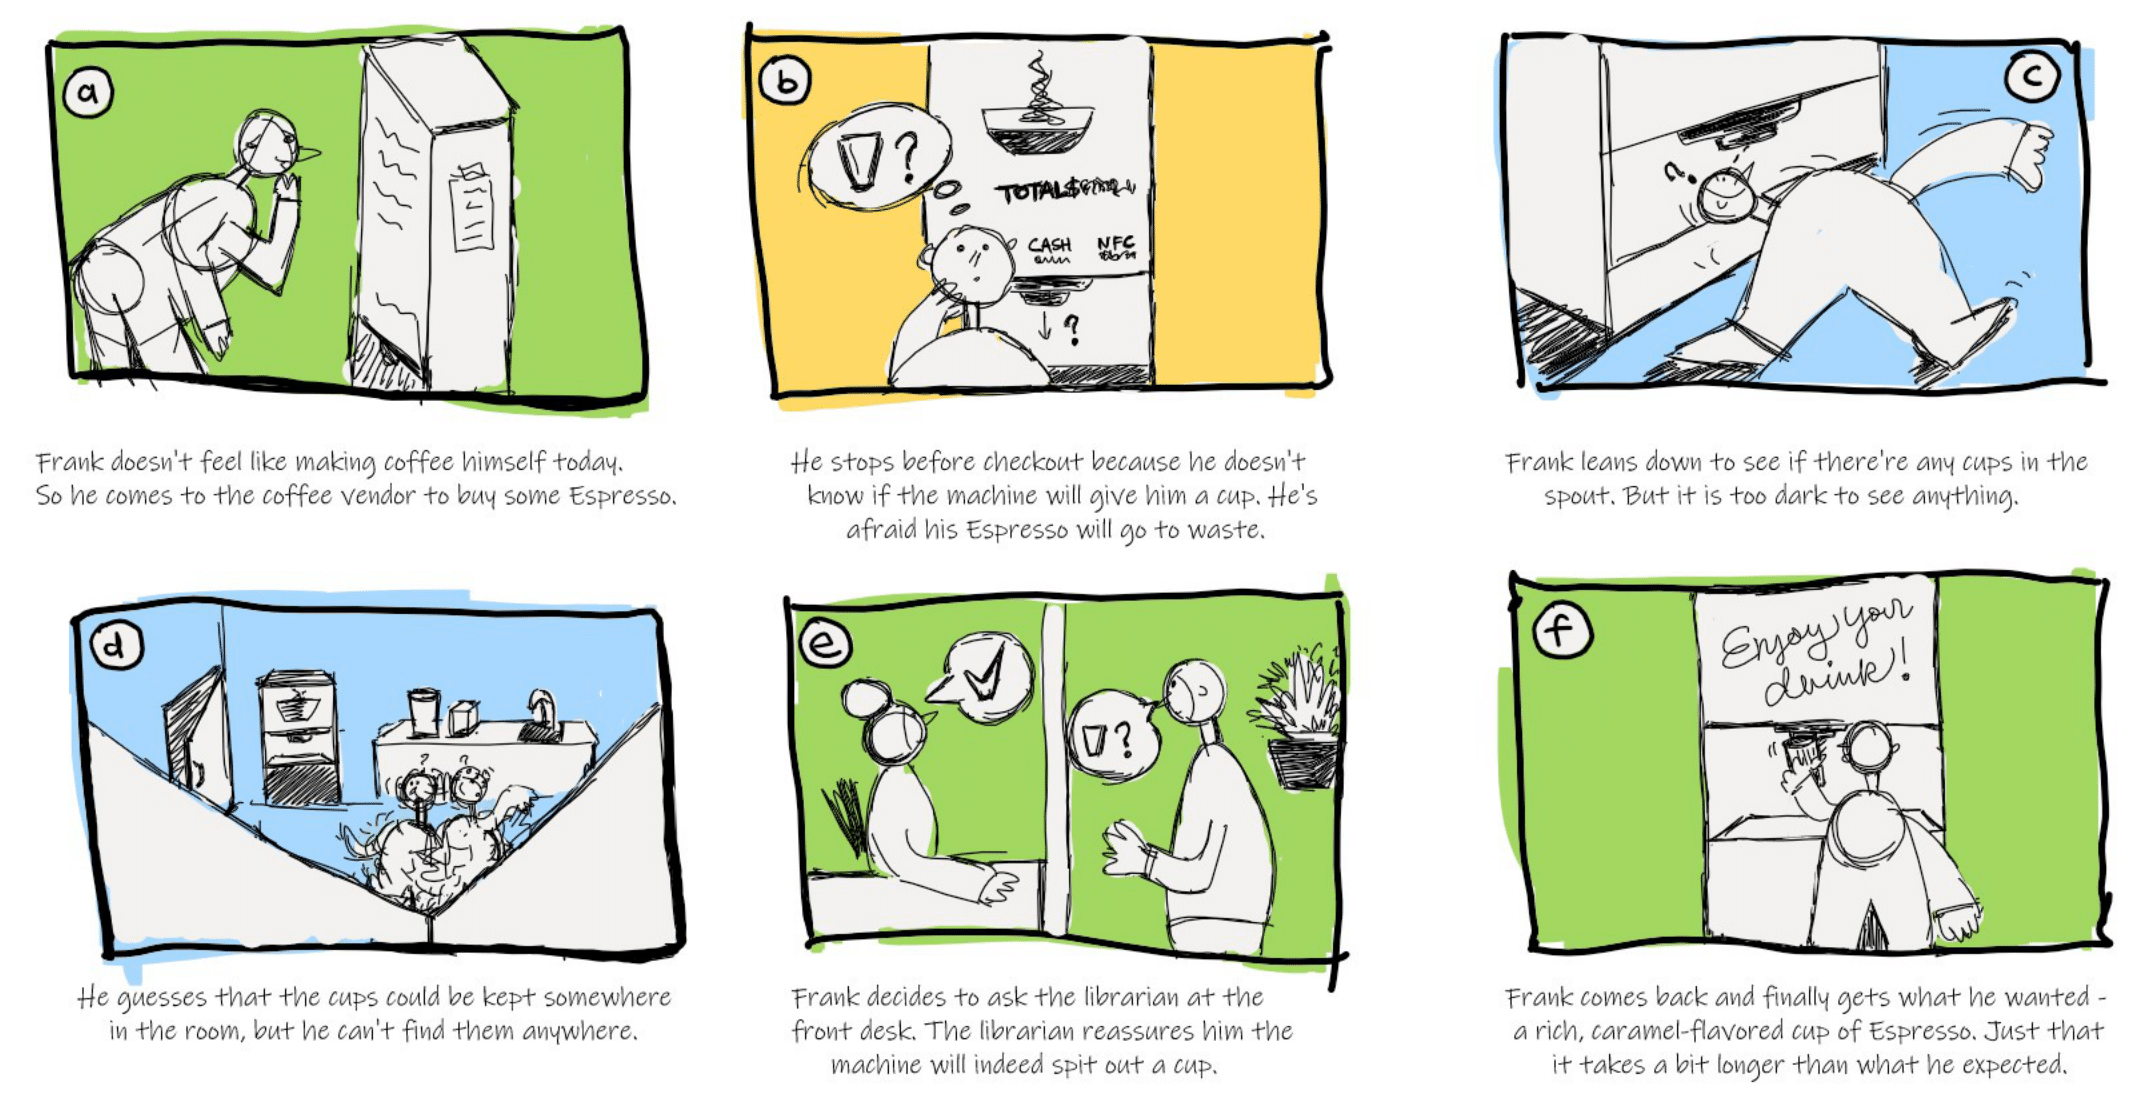 a
Frank doesn't feel like making coffee himself today.
So he comes to the coffee vendor to buy some Espresso.
b
?
TOTAL $
CASH NFC
?
He stops before checkout because he doesn't
know if the machine will give him a cup. He's
afraid his Espresso will go to waste.
c
?
Frank leans down to see if there're any cups in the
spout. But it is too dark to see anything.
d
? ?
He guesses that the cups could be kept somewhere
in the room, but he can't find them anywhere.
e
?
Frank decides to ask the librarian at the
front desk. The librarian reassures him the
machine will indeed spit out a cup.
f
Enjoy your
drink!
Frank comes back and finally gets what he wanted -
a rich, caramel-flavored cup of Espresso. Just that
it takes a bit longer than what he expected.